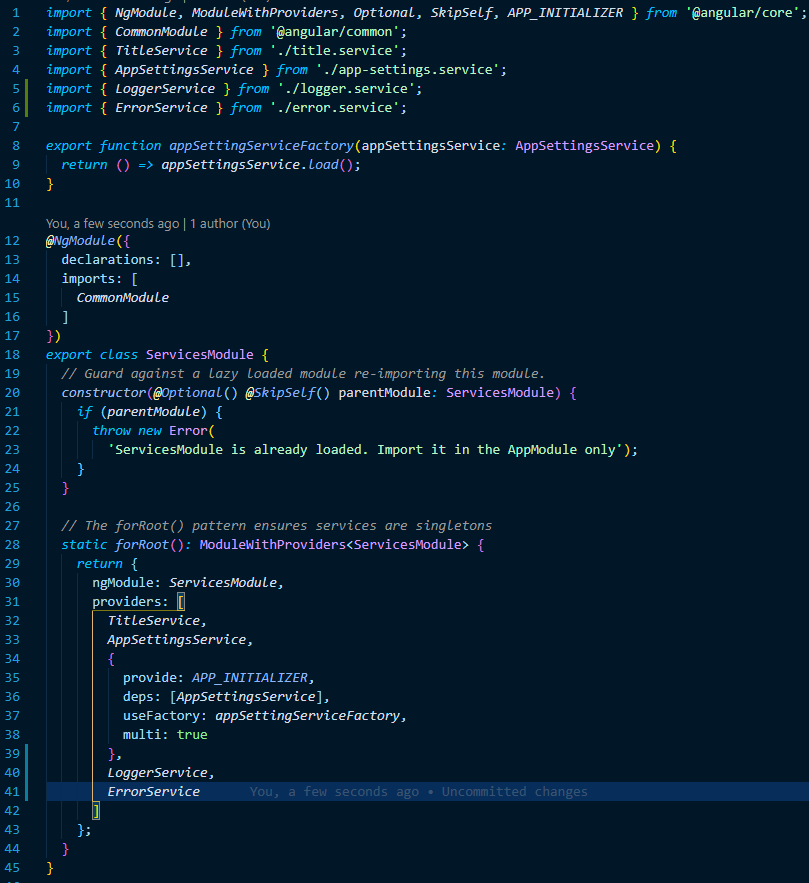 1 import { NgModule, ModuleWithProviders, Optional, SkipSelf, APP_INITIALIZER } from '@angular/core';
2 import { CommonModule } from '@angular/common';
3 import { TitleService } from './title.service';
4 import { AppSettingsService } from './app-settings.service';
5 import { LoggerService } from './logger.service';
6 import { ErrorService } from './error.service';
7
8 export function appSettingServiceFactory(appSettingsService: AppSettingsService) {
9   return () => appSettingsService.load();
10 }
11
You, a few seconds ago | 1 author (You)
12 @NgModule({
13   declarations: [],
14   imports: [
15     CommonModule
16   ]
17 })
18 export class ServicesModule {
19   // Guard against a lazy loaded module re-importing this module.
20   constructor(@Optional() @SkipSelf() parentModule: ServicesModule) {
21     if (parentModule) {
22       throw new Error(
23         'ServicesModule is already loaded. Import it in the AppModule only');
24     }
25   }
26
27   // The forRoot() pattern ensures services are singletons
28   static forRoot(): ModuleWithProviders<ServicesModule> {
29     return {
30       ngModule: ServicesModule,
31       providers: [
32         TitleService,
33         AppSettingsService,
34         {
35           provide: APP_INITIALIZER,
36           deps: [AppSettingsService],
37           useFactory: appSettingServiceFactory,
38           multi: true
39         },
40         LoggerService,
41         ErrorService You, a few seconds ago • Uncommitted changes
42       ]
43     };
44   }
45 }